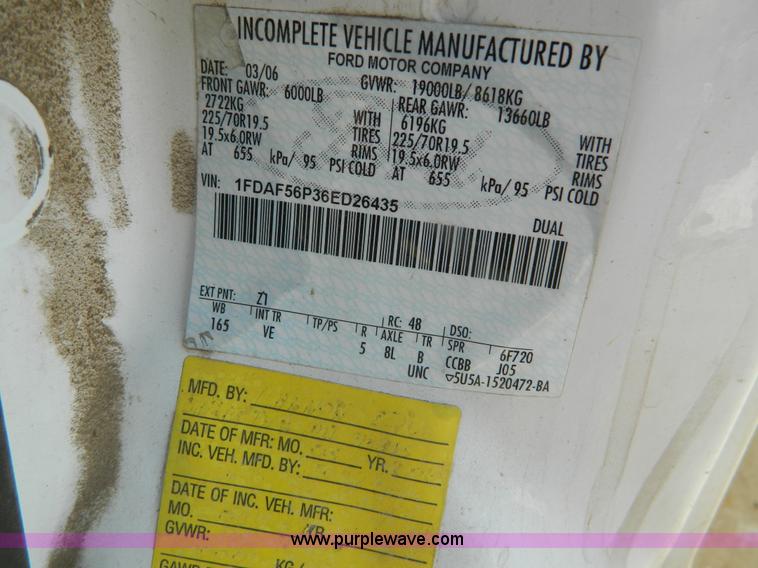 INCOMPLETE VEHICLE MANUFACTURED BY
FORD MOTOR COMPANY
DATE: 03/06 GVWR: 19000LB/ 8618KG
FRONT GAWR: 6000LB REAR GAWR: 13660LB
2722KG WITH 6196KG WITH
225/70R19.5 TIRES 225/70R19.5 TIRES
19.5x6.0RW RIMS 19.5x6.0RW RIMS
AT 655 kPa/ 95 PSI COLD AT 655 kPa/ 95 PSI COLD
VIN: 1FDAF56P36ED26435 DUAL
EXT PNT: Z1 RC: 48 DSO:
WB INT TR TP/PS R AXLE TR SPR 6F720
165 VE 5 8L B CCBB J05
UNC ▽5U5A-1520472-BA
MFD. BY:
DATE OF MFR: MO. YR.
INC. VEH. MFD. BY:
DATE OF INC. VEH. MFR:
MO. YR.
GVWR:
GAWR KG/
www.purplewave.com